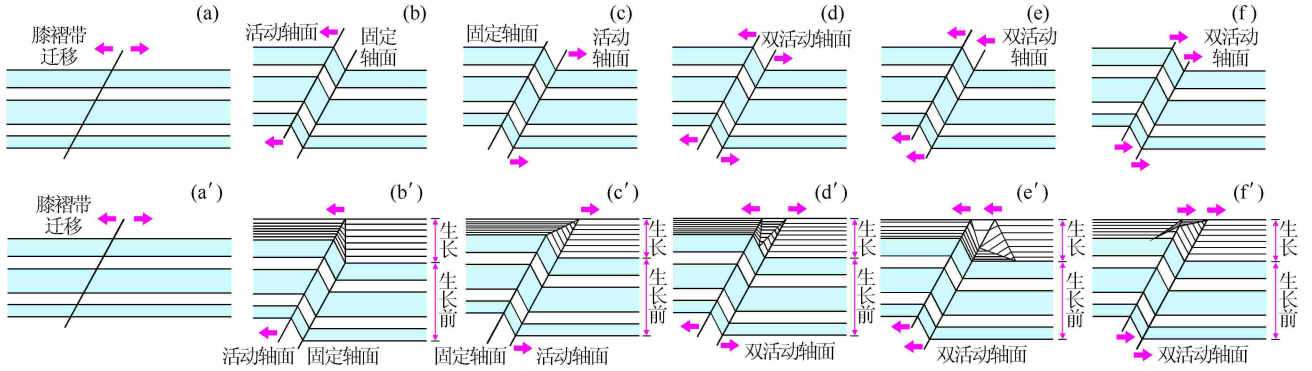 (a)
膝褶带
迁移
(b)
活动轴面
固定
轴面
(c)
固定轴面
活动
轴面
(d)
双活动轴面
(e)
双活动
轴面
(f)
双活动
轴面
(a′)
膝褶带
迁移
(b′)
生长
生长前
活动轴面
固定轴面
(c′)
生长
生长前
固定轴面
活动轴面
(d′)
生长
生长前
双活动轴面
(e′)
生长
生长前
双活动轴面
(f′)
生长
生长前
双活动轴面